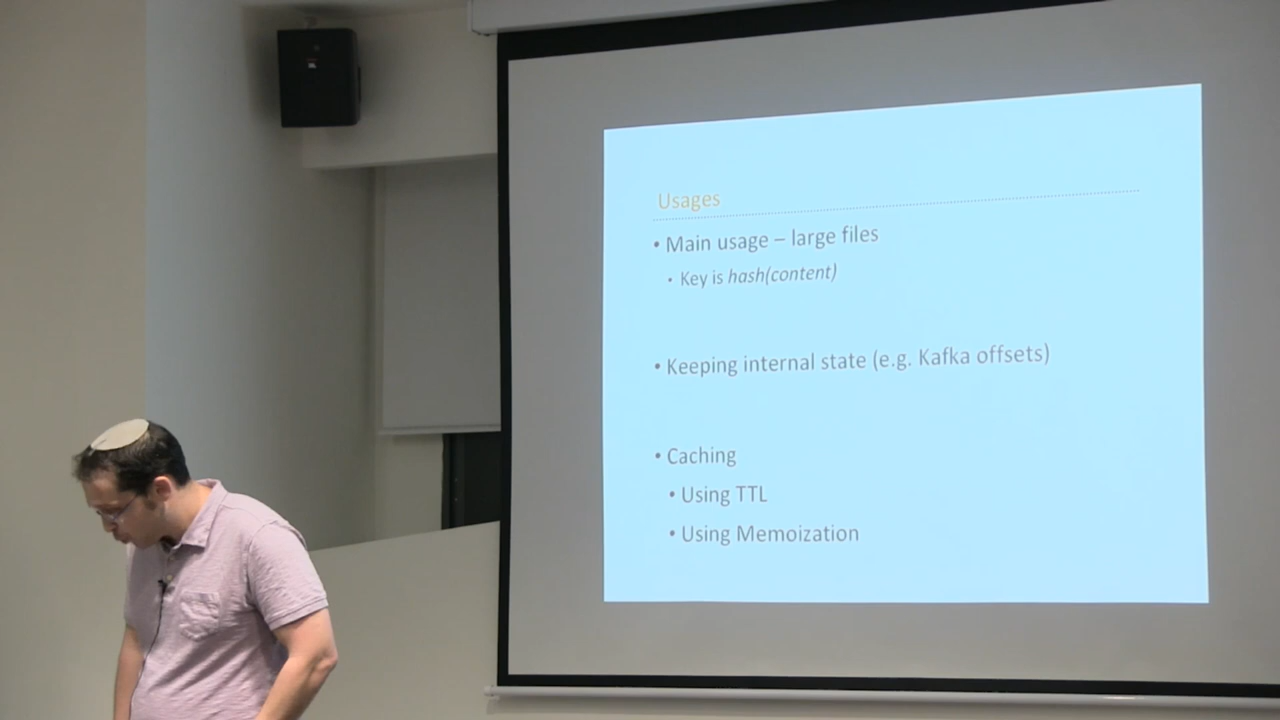 Usages
• Main usage – large files
• Key is hash(content)
• Keeping internal state (e.g. Kafka offsets)
• Caching
• Using TTL
• Using Memoization